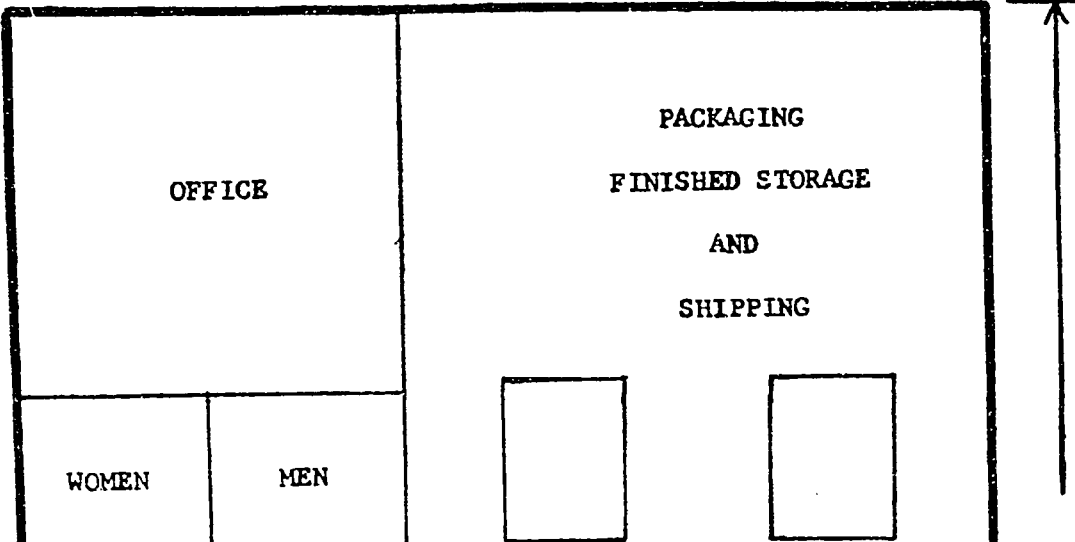 OFFICE
PACKAGING
FINISHED STORAGE
AND
SHIPPING
WOMEN
MEN